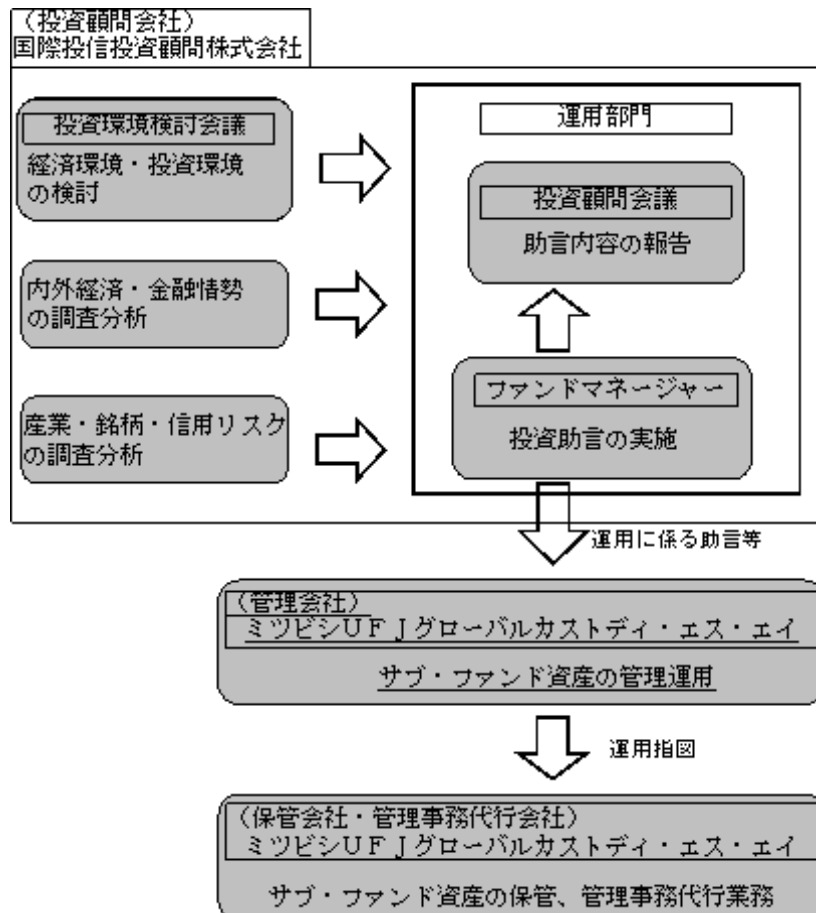 （投資顧問会社）
国際投信投資顧問株式会社
投資環境検討会議
経済環境・投資環境
の検討
内外経済・金融情勢
の調査分析
産業・銘柄・信用リスク
の調査分析
運用部門
投資顧問会議
助言内容の報告
ファンドマネージャー
投資助言の実施
運用に係る助言等
（管理会社）
ミツビシＵＦＪグローバルカストディ・エス・エイ
サブ・ファンド資産の管理運用
運用指図
（保管会社・管理事務代行会社）
ミツビシＵＦＪグローバルカストディ・エス・エイ
サブ・ファンド資産の保管、管理事務代行業務